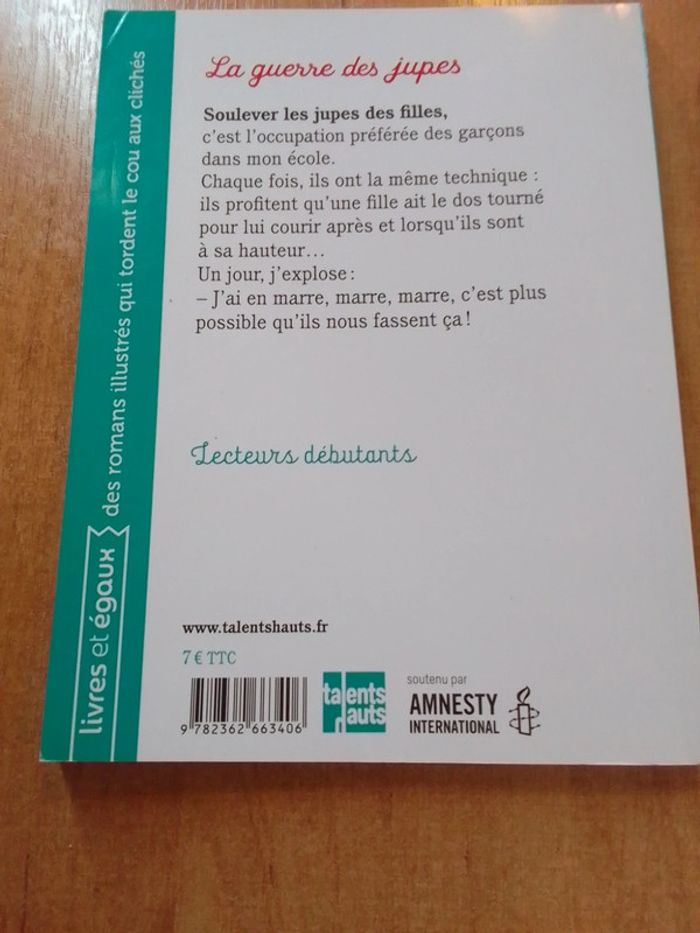 La guerre des jupes
Soulever les jupes des filles,
c'est l'occupation préférée des garçons
dans mon école.
Chaque fois, ils ont la même technique :
ils profitent qu'une fille ait le dos tourné
pour lui courir après et lorsqu'ils sont
à sa hauteur...
Un jour, j'explose :
– J'ai en marre, marre, marre, c'est plus
possible qu'ils nous fassent ça !
Lecteurs débutants
www.talentshauts.fr
7 € TTC
9 782362 663406
talents
hauts
soutenu par
AMNESTY
INTERNATIONAL
livres et égaux
des romans illustrés qui tordent le cou aux clichés